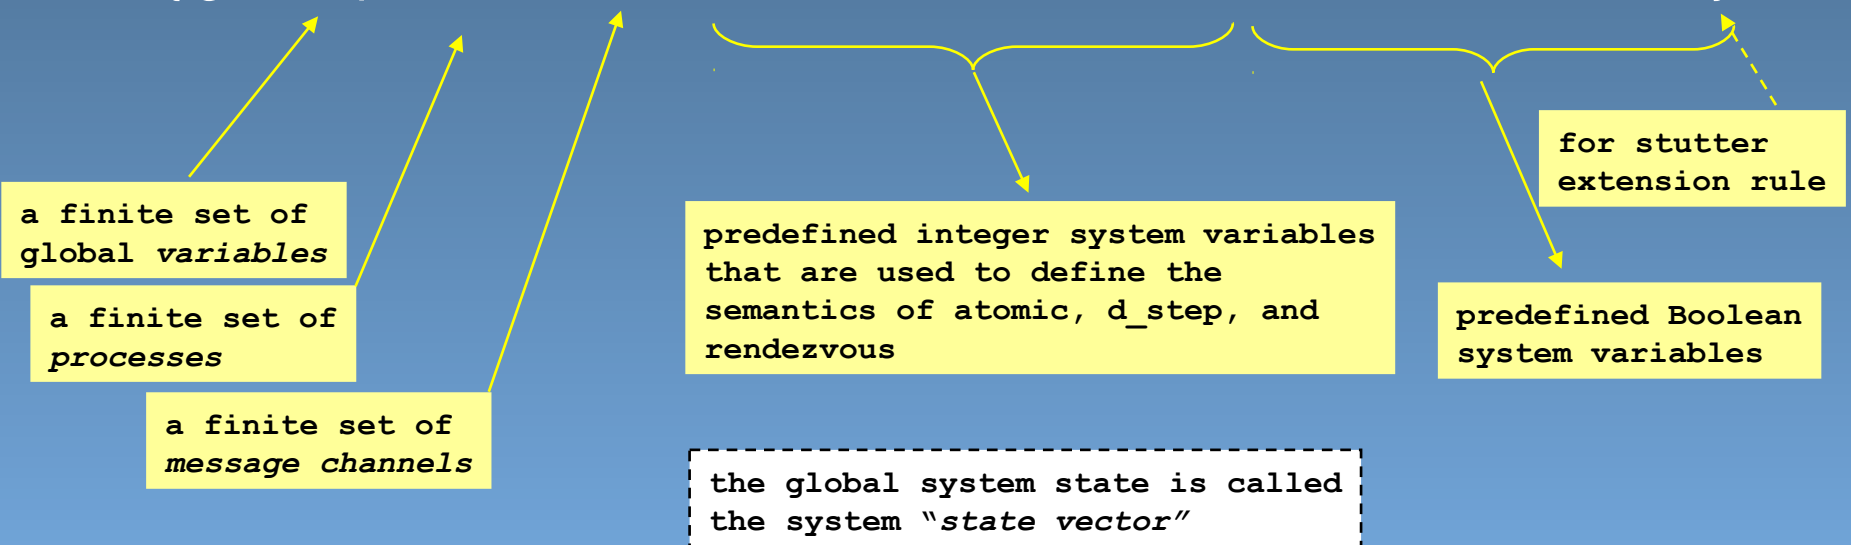 for stutter
extension rule
a finite set of
global variables
predefined integer system variables
that are used to define the
semantics of atomic, d_step, and
rendezvous
a finite set of
processes
predefined Boolean
system variables
a finite set of
message channels
the global system state is called
the system “state vector”